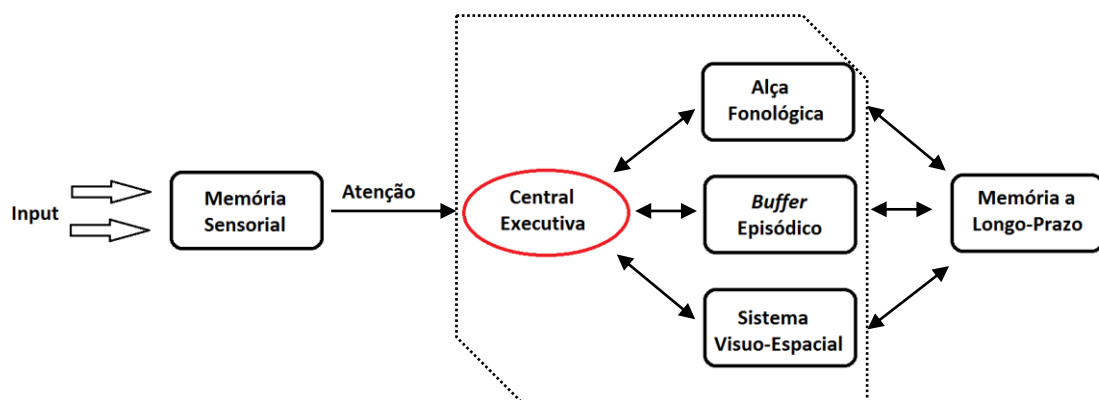 Input
Memória
Sensorial
Atenção
Central
Executiva
Alça
Fonológica
Buffer
Episódico
Sistema
Visuo-Espacial
Memória a
Longo-Prazo